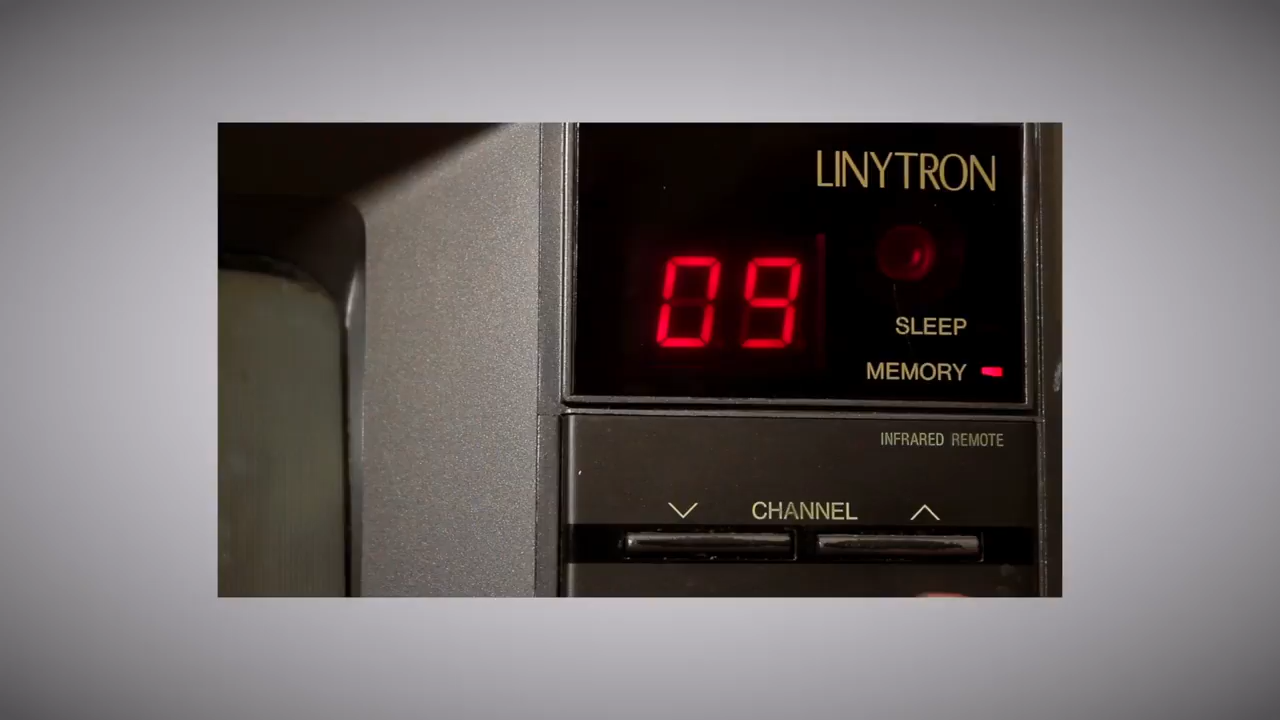 LINYTRON
09
SLEEP
MEMORY
INFRARED REMOTE
CHANNEL